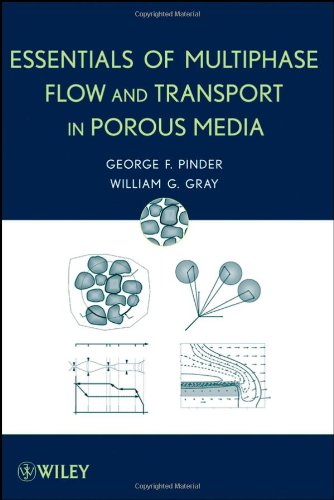 ESSENTIALS OF MULTIPHASE
FLOW AND TRANSPORT
IN POROUS MEDIA
GEORGE F. PINDER
WILLIAM G. GRAY
WILEY